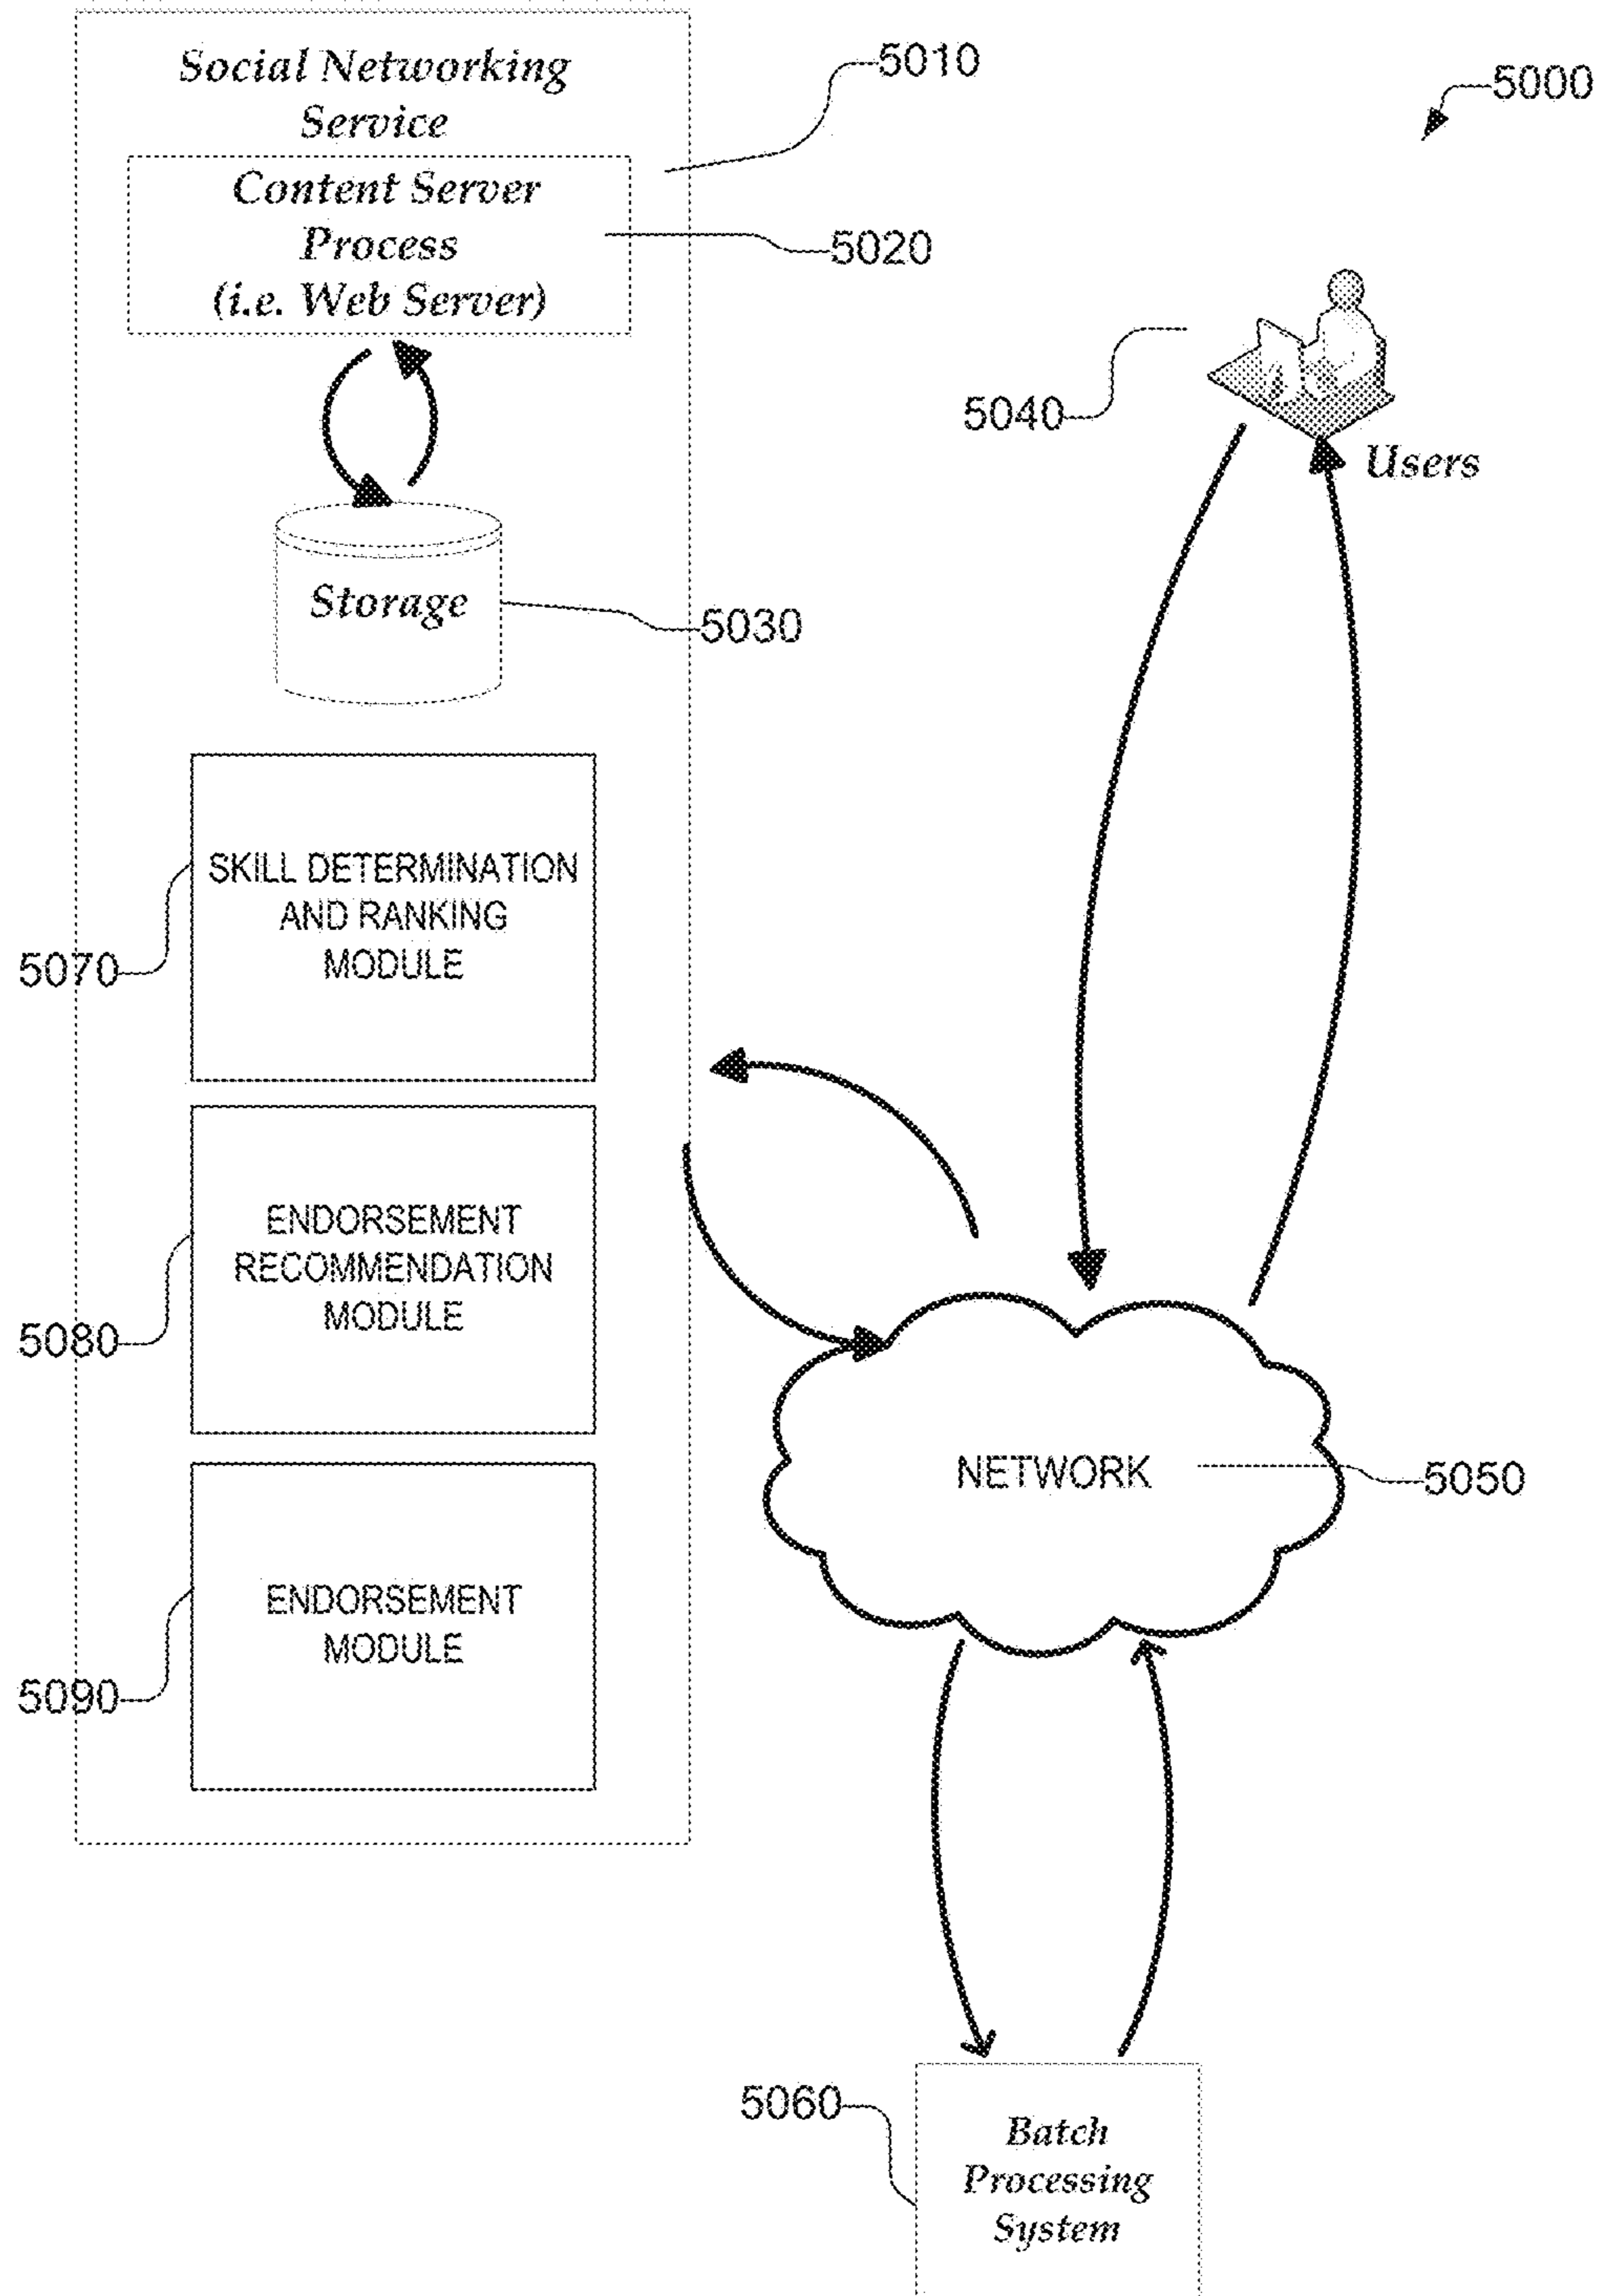 Social Networking
Service
5010
5000
Content Server
Process
(i.e. Web Server)
5020
5040
Users
Storage
5030
SKILL DETERMINATION
AND RANKING
MODULE
5070
ENDORSEMENT
RECOMMENDATION
MODULE
5080
NETWORK
5050
ENDORSEMENT
MODULE
5090
5060
Batch
Processing
System